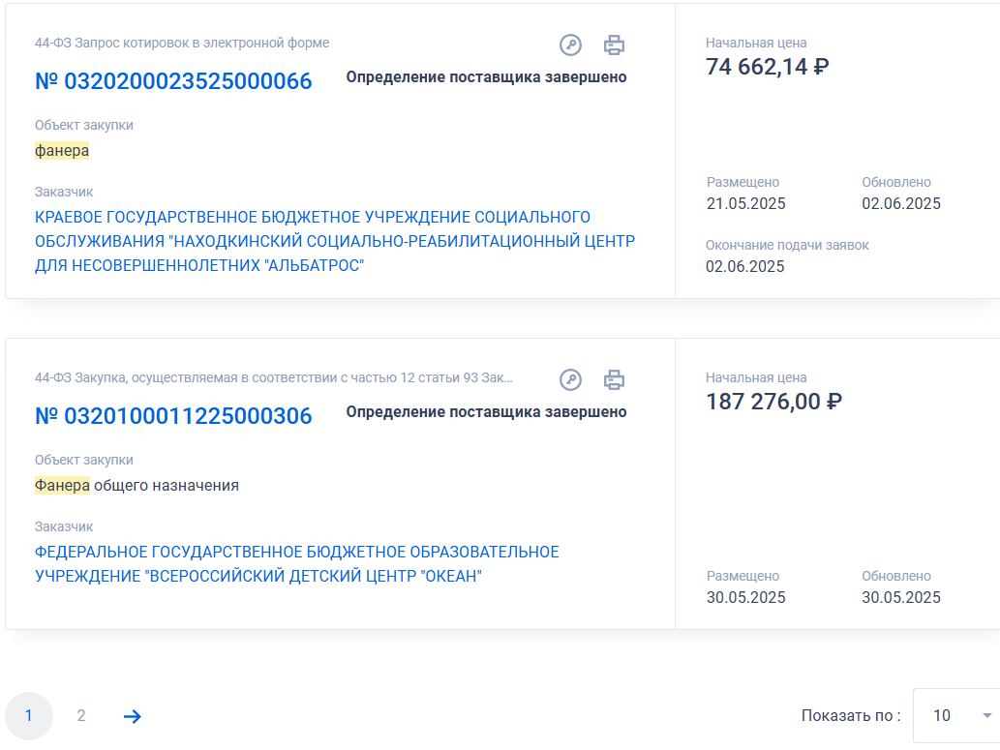 44-ФЗ Запрос котировок в электронной форме
№ 0320200023525000066
Определение поставщика завершено
Объект закупки
фанера
Заказчик
КРАЕВОЕ ГОСУДАРСТВЕННОЕ БЮДЖЕТНОЕ УЧРЕЖДЕНИЕ СОЦИАЛЬНОГО
ОБСЛУЖИВАНИЯ "НАХОДКИНСКИЙ СОЦИАЛЬНО-РЕАБИЛИТАЦИОННЫЙ ЦЕНТР
ДЛЯ НЕСОВЕРШЕННОЛЕТНИХ "АЛЬБАТРОС"
Начальная цена
74 662,14 ₽
Размещено
21.05.2025
Обновлено
02.06.2025
Окончание подачи заявок
02.06.2025
44-ФЗ Закупка, осуществляемая в соответствии с частью 12 статьи 93 Зак...
№ 0320100011225000306
Определение поставщика завершено
Объект закупки
Фанера общего назначения
Заказчик
ФЕДЕРАЛЬНОЕ ГОСУДАРСТВЕННОЕ БЮДЖЕТНОЕ ОБРАЗОВАТЕЛЬНОЕ
УЧРЕЖДЕНИЕ "ВСЕРОССИЙСКИЙ ДЕТСКИЙ ЦЕНТР "ОКЕАН"
Начальная цена
187 276,00 ₽
Размещено
30.05.2025
Обновлено
30.05.2025
1 2
Показать по : 10